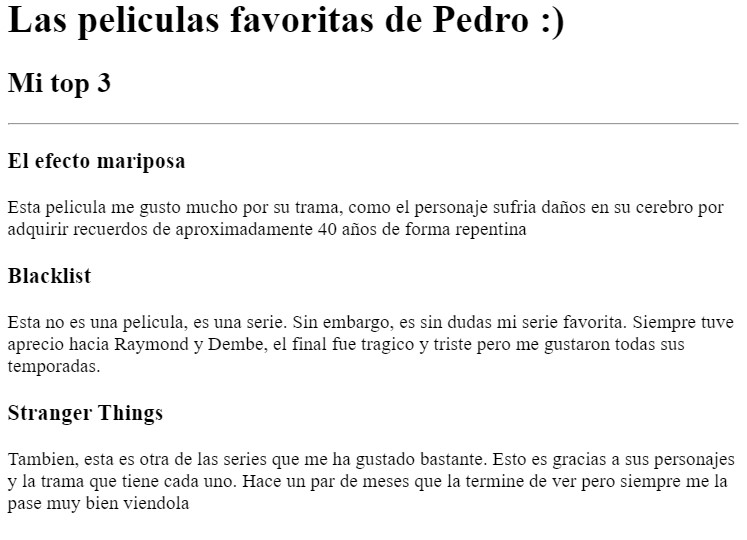 Las peliculas favoritas de Pedro :)
Mi top 3
El efecto mariposa
Esta pelicula me gusto mucho por su trama, como el personaje sufria daños en su cerebro por
adquirir recuerdos de aproximadamente 40 años de forma repentina
Blacklist
Esta no es una pelicula, es una serie. Sin embargo, es sin dudas mi serie favorita. Siempre tuve
aprecio hacia Raymond y Dembe, el final fue tragico y triste pero me gustaron todas sus
temporadas.
Stranger Things
Tambien, esta es otra de las series que me ha gustado bastante. Esto es gracias a sus personajes
y la trama que tiene cada uno. Hace un par de meses que la termine de ver pero siempre me la
pase muy bien viendola